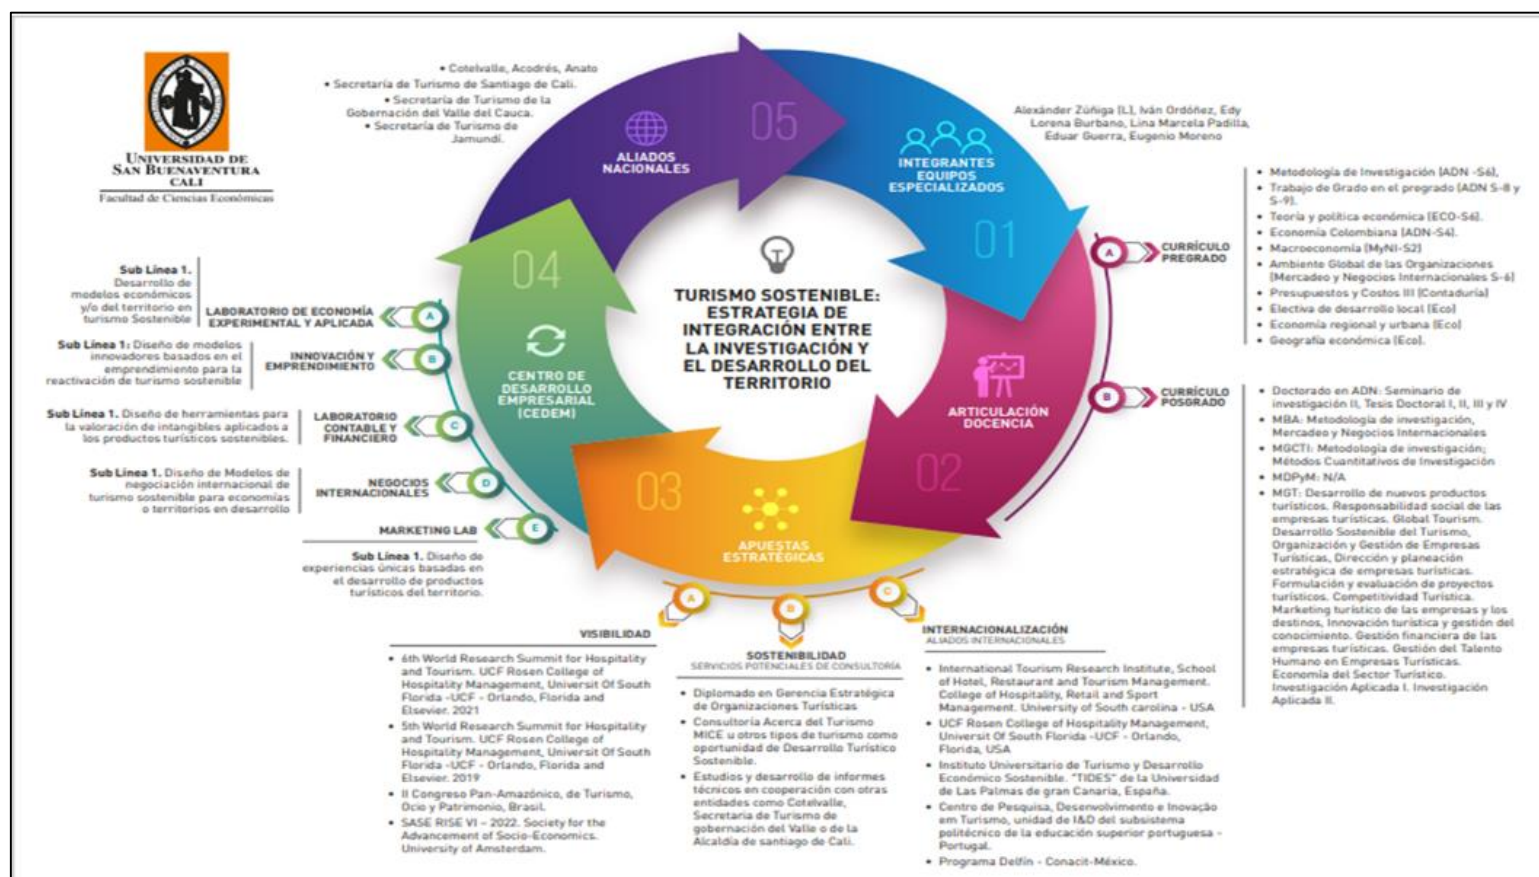 UNIVERSIDAD DE
SAN BUENAVENTURA
CALI
Facultad de Ciencias Económicas
• Cotelvalle, Acodrés, Anato
• Secretaría de Turismo de Santiago de Cali.
• Secretaría de Turismo de la
Gobernación del Valle del Cauca.
• Secretaría de Turismo de
Jamundí.
05
ALIADOS
NACIONALES
Alexánder Zúñiga (L), Iván Ordóñez, Edy
Lorena Burbano, Lina Marcela Padilla,
Eduar Guerra, Eugenio Moreno
INTEGRANTES
EQUIPOS
ESPECIALIZADOS
01
TURISMO SOSTENIBLE:
ESTRATEGIA DE
INTEGRACIÓN ENTRE
LA INVESTIGACIÓN Y
EL DESARROLLO DEL
TERRITORIO
A
CURRÍCULO
PREGRADO
• Metodología de Investigación (ADN -S6),
• Trabajo de Grado en el pregrado (ADN S-8 y
S-9).
• Teoría y política económica (ECO-S6).
• Economía Colombiana (ADN-S4).
• Macroeconomía (MyNI-S2)
• Ambiente Global de las Organizaciones
(Mercadeo y Negocios Internacionales S-6)
• Presupuestos y Costos III (Contaduría)
• Electiva de desarrollo local (Eco)
• Economía regional y urbana (Eco)
• Geografía económica (Eco).
B
CURRÍCULO
POSGRADO
• Doctorado en ADN: Seminario de
investigación II, Tesis Doctoral I, II, III y IV
• MBA: Metodología de investigación,
Mercadeo y Negocios Internacionales
• MGCTI: Metodología de investigación;
Métodos Cuantitativos de Investigación
• MDPyM: N/A
• MGT: Desarrollo de nuevos productos
turísticos. Responsabilidad social de las
empresas turísticas. Global Tourism.
Desarrollo Sostenible del Turismo,
Organización y Gestión de Empresas
Turísticas, Dirección y planeación
estratégica de empresas turísticas.
Formulación y evaluación de proyectos
turísticos. Competitividad Turística.
Marketing turístico de las empresas y los
destinos, Innovación turística y gestión del
conocimiento. Gestión financiera de las
empresas turísticas. Gestión del Talento
Humano en Empresas Turísticas.
Economía del Sector Turístico.
Investigación Aplicada I. Investigación
Aplicada II.
ARTICULACIÓN
DOCENCIA
02
03
APUESTAS
ESTRATÉGICAS
04
CENTRO DE
DESARROLLO
EMPRESARIAL
(CEDEM)
Sub Línea 1.
Desarrollo de
modelos económicos
y/o del territorio en
turismo Sostenible
LABORATORIO DE ECONOMÍA
EXPERIMENTAL Y APLICADA
A
Sub Línea 1: Diseño de modelos
innovadores basados en el
emprendimiento para la
reactivación de turismo sostenible
INNOVACIÓN Y
EMPRENDIMIENTO
B
Sub Línea 1. Diseño de herramientas para
la valoración de intangibles aplicados a
los productos turísticos sostenibles.
LABORATORIO
CONTABLE Y
FINANCIERO
C
Sub Línea 1. Diseño de Modelos de
negociación internacional de
turismo sostenible para economías
o territorios en desarrollo
NEGOCIOS
INTERNACIONALES
D
MARKETING LAB
E
Sub Línea 1. Diseño de
experiencias únicas basadas en
el desarrollo de productos
turísticos del territorio.
A
VISIBILIDAD
• 6th World Research Summit for Hospitality
and Tourism. UCF Rosen College of
Hospitality Management, Universit Of South
Florida -UCF - Orlando, Florida and
Elsevier. 2021
• 5th World Research Summit for Hospitality
and Tourism. UCF Rosen College of
Hospitality Management, Universit Of South
Florida -UCF - Orlando, Florida and
Elsevier. 2019
• II Congreso Pan-Amazónico, de Turismo,
Ocio y Patrimonio, Brasil.
• SASE RISE VI – 2022. Society for the
Advancement of Socio-Economics.
University of Amsterdam.
B
SOSTENIBILIDAD
SERVICIOS POTENCIALES DE CONSULTORÍA
• Diplomado en Gerencia Estratégica
de Organizaciones Turísticas
• Consultoría Acerca del Turismo
MICE u otros tipos de turismo como
oportunidad de Desarrollo Turístico
Sostenible.
• Estudios y desarrollo de informes
técnicos en cooperación con otras
entidades como Cotelvalle,
Secretaria de Turismo de
gobernación del Valle o de la
Alcaldía de santiago de Cali.
C
INTERNACIONALIZACIÓN
ALIADOS INTERNACIONALES
• International Tourism Research Institute, School
of Hotel, Restaurant and Tourism Management.
College of Hospitality, Retail and Sport
Management. University of South carolina - USA
• UCF Rosen College of Hospitality Management,
Universit Of South Florida -UCF - Orlando,
Florida, USA
• Instituto Universitario de Turismo y Desarrollo
Económico Sostenible. "TIDES" de la Universidad
de Las Palmas de gran Canaria, España.
• Centro de Pesquisa, Desenvolvimento e Inovação
em Turismo, unidad de I&D del subsistema
politécnico de la educación superior portuguesa -
Portugal.
• Programa Delfín - Conacit-México.